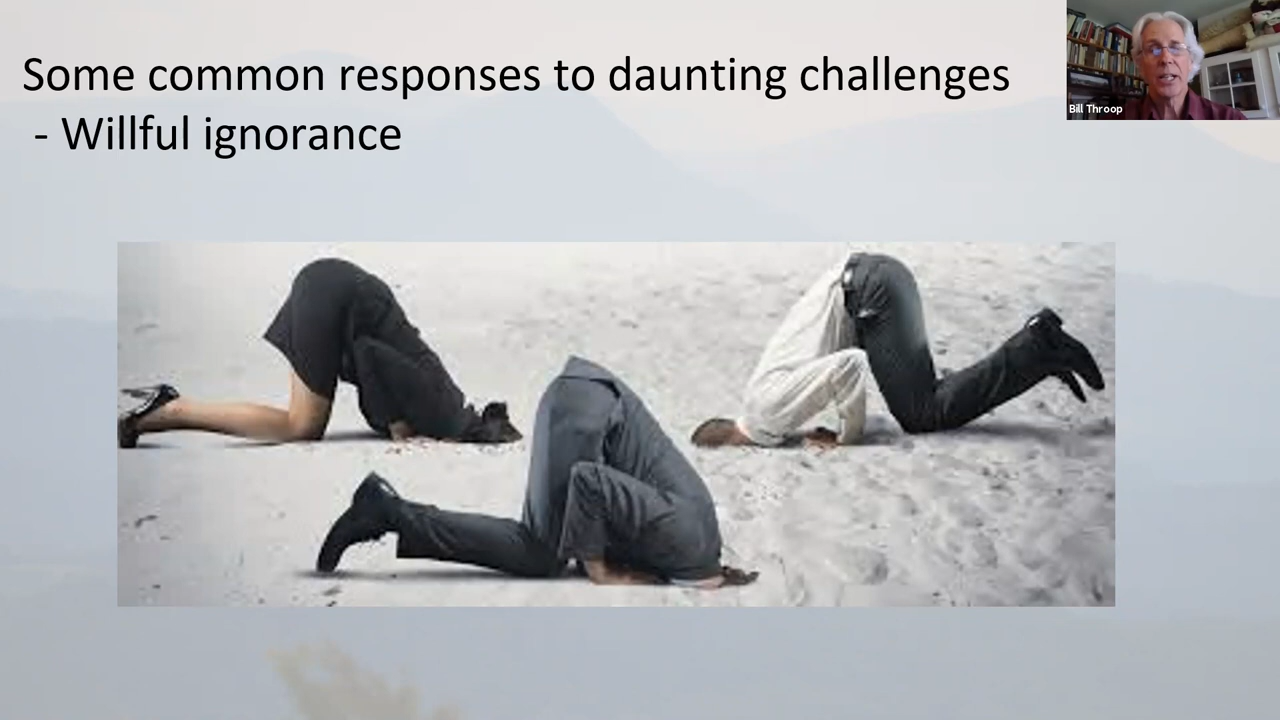 Some common responses to daunting challenges
- Willful ignorance
Bill Throop